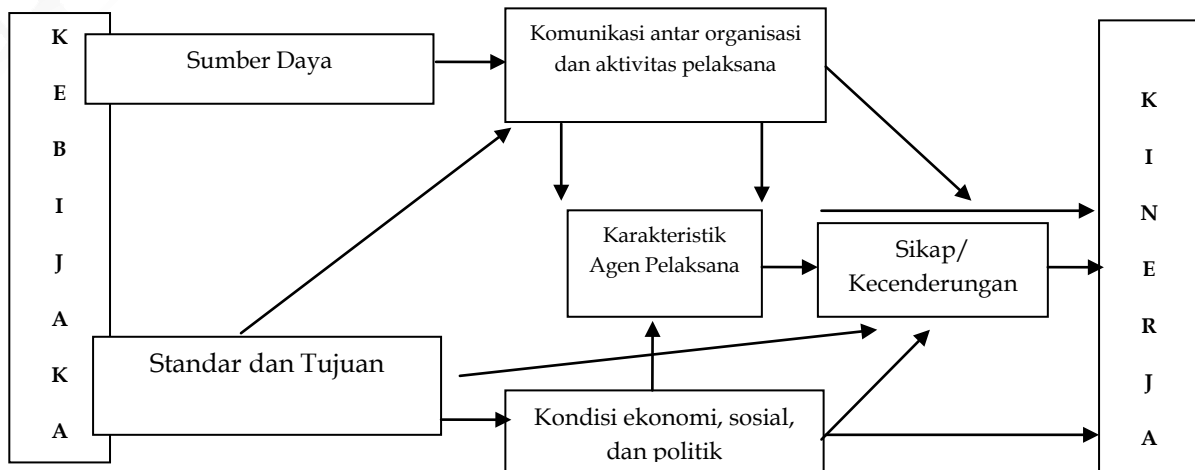 K
E
B
I
J
A
K
A
Sumber Daya
Standar dan Tujuan
Komunikasi antar organisasi
dan aktivitas pelaksana
Karakteristik
Agen Pelaksana
Sikap/
Kecenderungan
Kondisi ekonomi, sosial,
dan politik
K
I
N
E
R
J
A